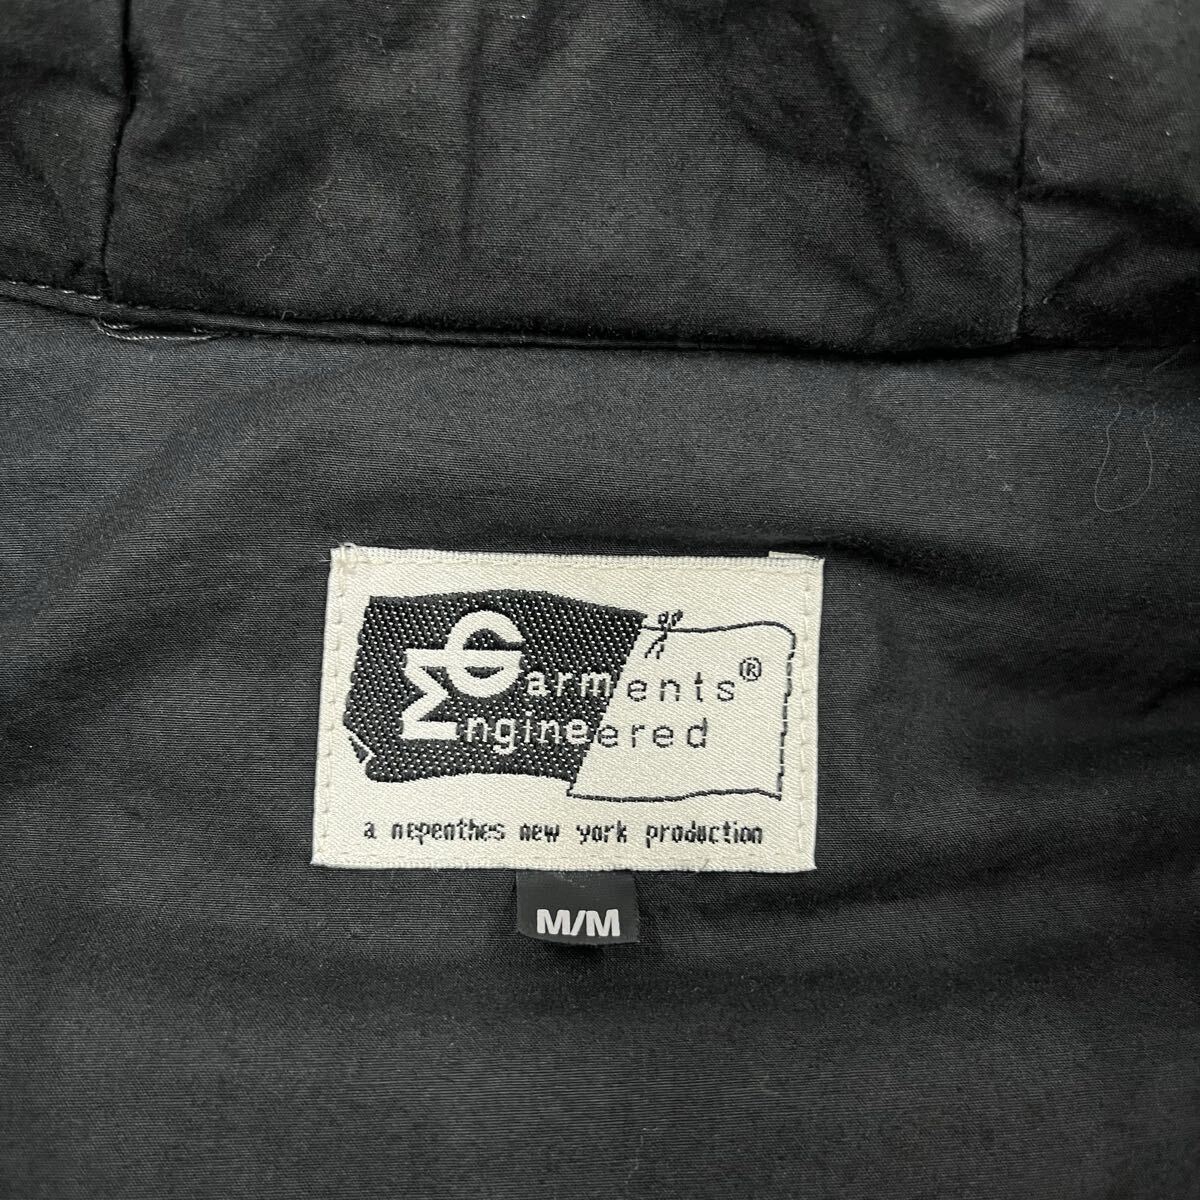 Garments®
Engineered
a nepenthes new york production
M/M